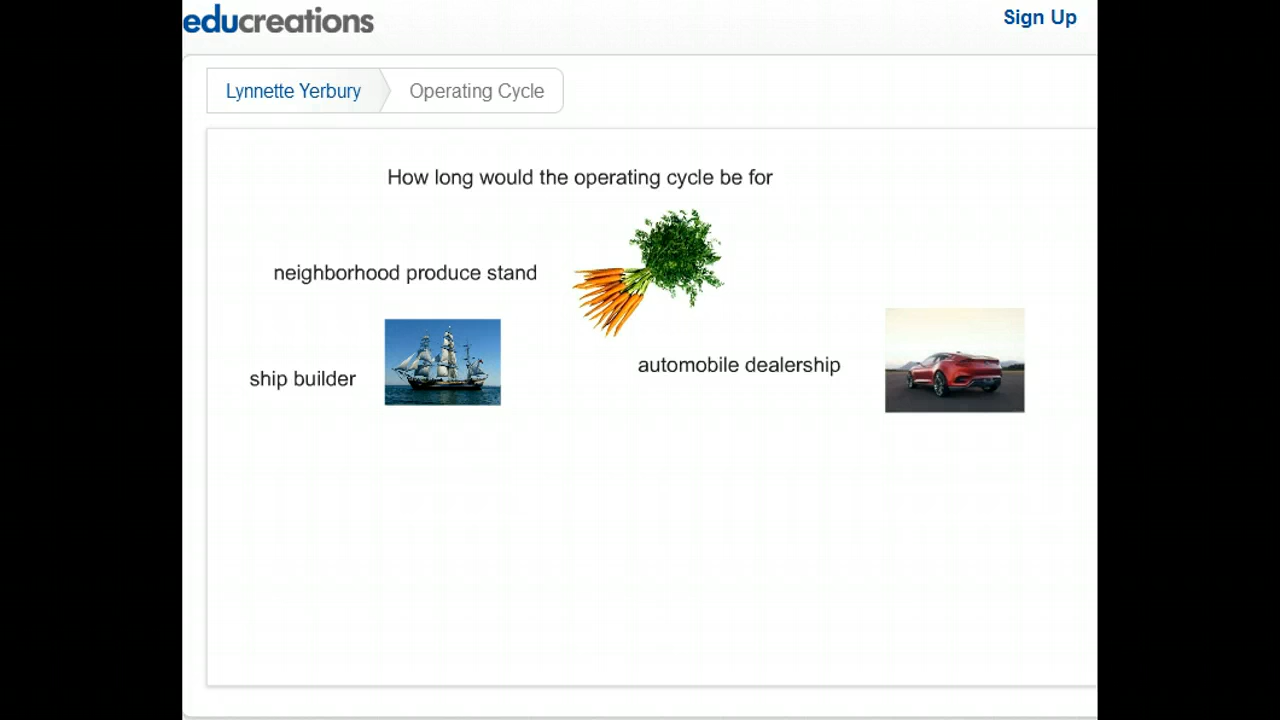 educreations
Sign Up
Lynnette Yerbury
Operating Cycle
How long would the operating cycle be for
neighborhood produce stand
automobile dealership
ship builder